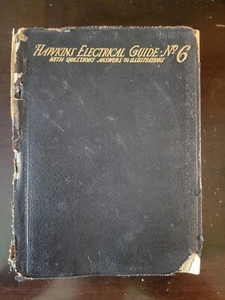 HAWKINS ELECTRICAL GUIDE · No 6
WITH QUESTIONS ANSWERS & ILLUSTRATIONS